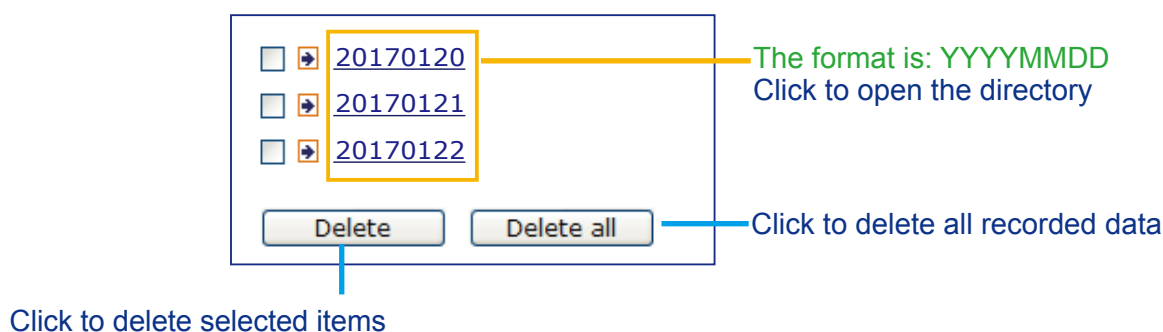 20170120
The format is: YYYYMMDD
Click to open the directory
20170121
20170122
Delete
Delete all
Click to delete all recorded data
Click to delete selected items